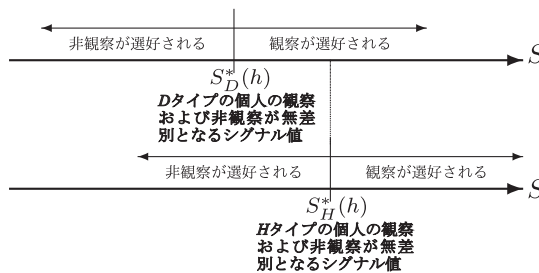 非観察が選好される 観察が選好される
S
S*_D(h)
Dタイプの個人の観察
および非観察が無差
別となるシグナル値
非観察が選好される 観察が選好される
S
S*_H(h)
Hタイプの個人の観察
および非観察が無差
別となるシグナル値